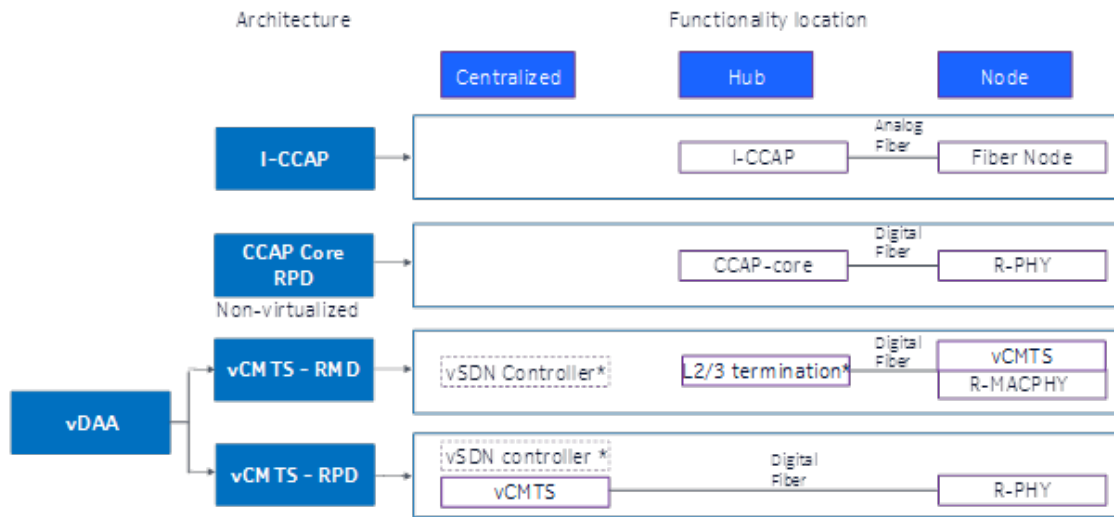 Architecture
Functionality location
Centralized
Hub
Node
I-CCAP
I-CCAP
Analog
Fiber
Fiber Node
CCAP Core
RPD
CCAP-core
Digital
Fiber
R-PHY
Non-virtualized
vDAA
vCMTS - RMD
vSDN Controller*
L2/3 termination*
Digital
Fiber
vCMTS
R-MACPHY
vCMTS - RPD
vSDN controller *
vCMTS
Digital
Fiber
R-PHY